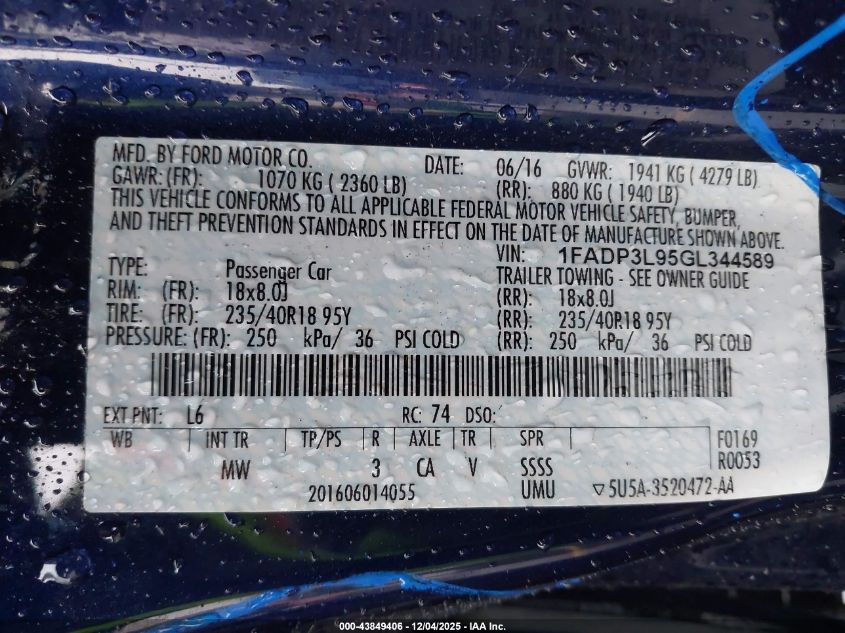 MFD. BY FORD MOTOR CO. DATE: 06/16 GVWR: 1941 KG ( 4279 LB)
GAWR: (FR): 1070 KG ( 2360 LB) (RR): 880 KG ( 1940 LB)
THIS VEHICLE CONFORMS TO ALL APPLICABLE FEDERAL MOTOR VEHICLE SAFETY, BUMPER,
AND THEFT PREVENTION STANDARDS IN EFFECT ON THE DATE OF MANUFACTURE SHOWN ABOVE.
VIN: 1FADP3L95GL344589
TYPE: Passenger Car TRAILER TOWING - SEE OWNER GUIDE
RIM: (FR): 18x8.0J (RR): 18x8.0J
TIRE: (FR): 235/40R18 95Y (RR): 235/40R18 95Y
PRESSURE: (FR): 250 kPa/ 36 PSI COLD (RR): 250 kPa/ 36 PSI COLD
EXT PNT: L6 RC: 74 DSO:
WB INT TR TP/PS R AXLE TR SPR F0169
MW 3 CA V SSSS R0053
201606014055 UMU ▽5U5A-3520472-AA
000-43849406 - 12/04/2025 - IAA Inc.